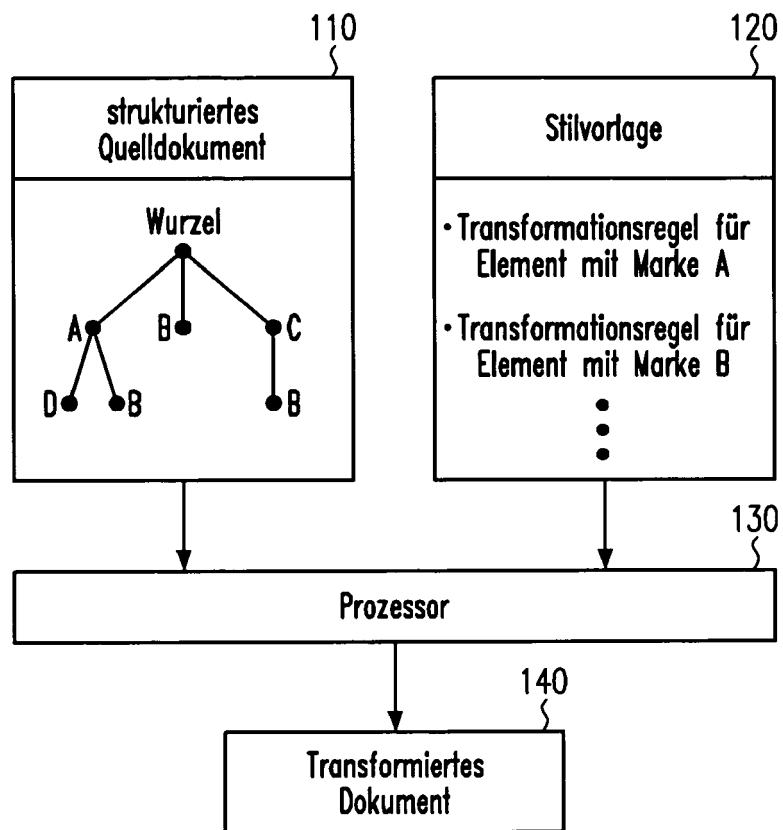 110
120
strukturiertes
Quelldokument
Stilvorlage
Wurzel
A B C
D B B
• Transformationsregel für
Element mit Marke A
• Transformationsregel für
Element mit Marke B
130
Prozessor
140
Transformiertes
Dokument